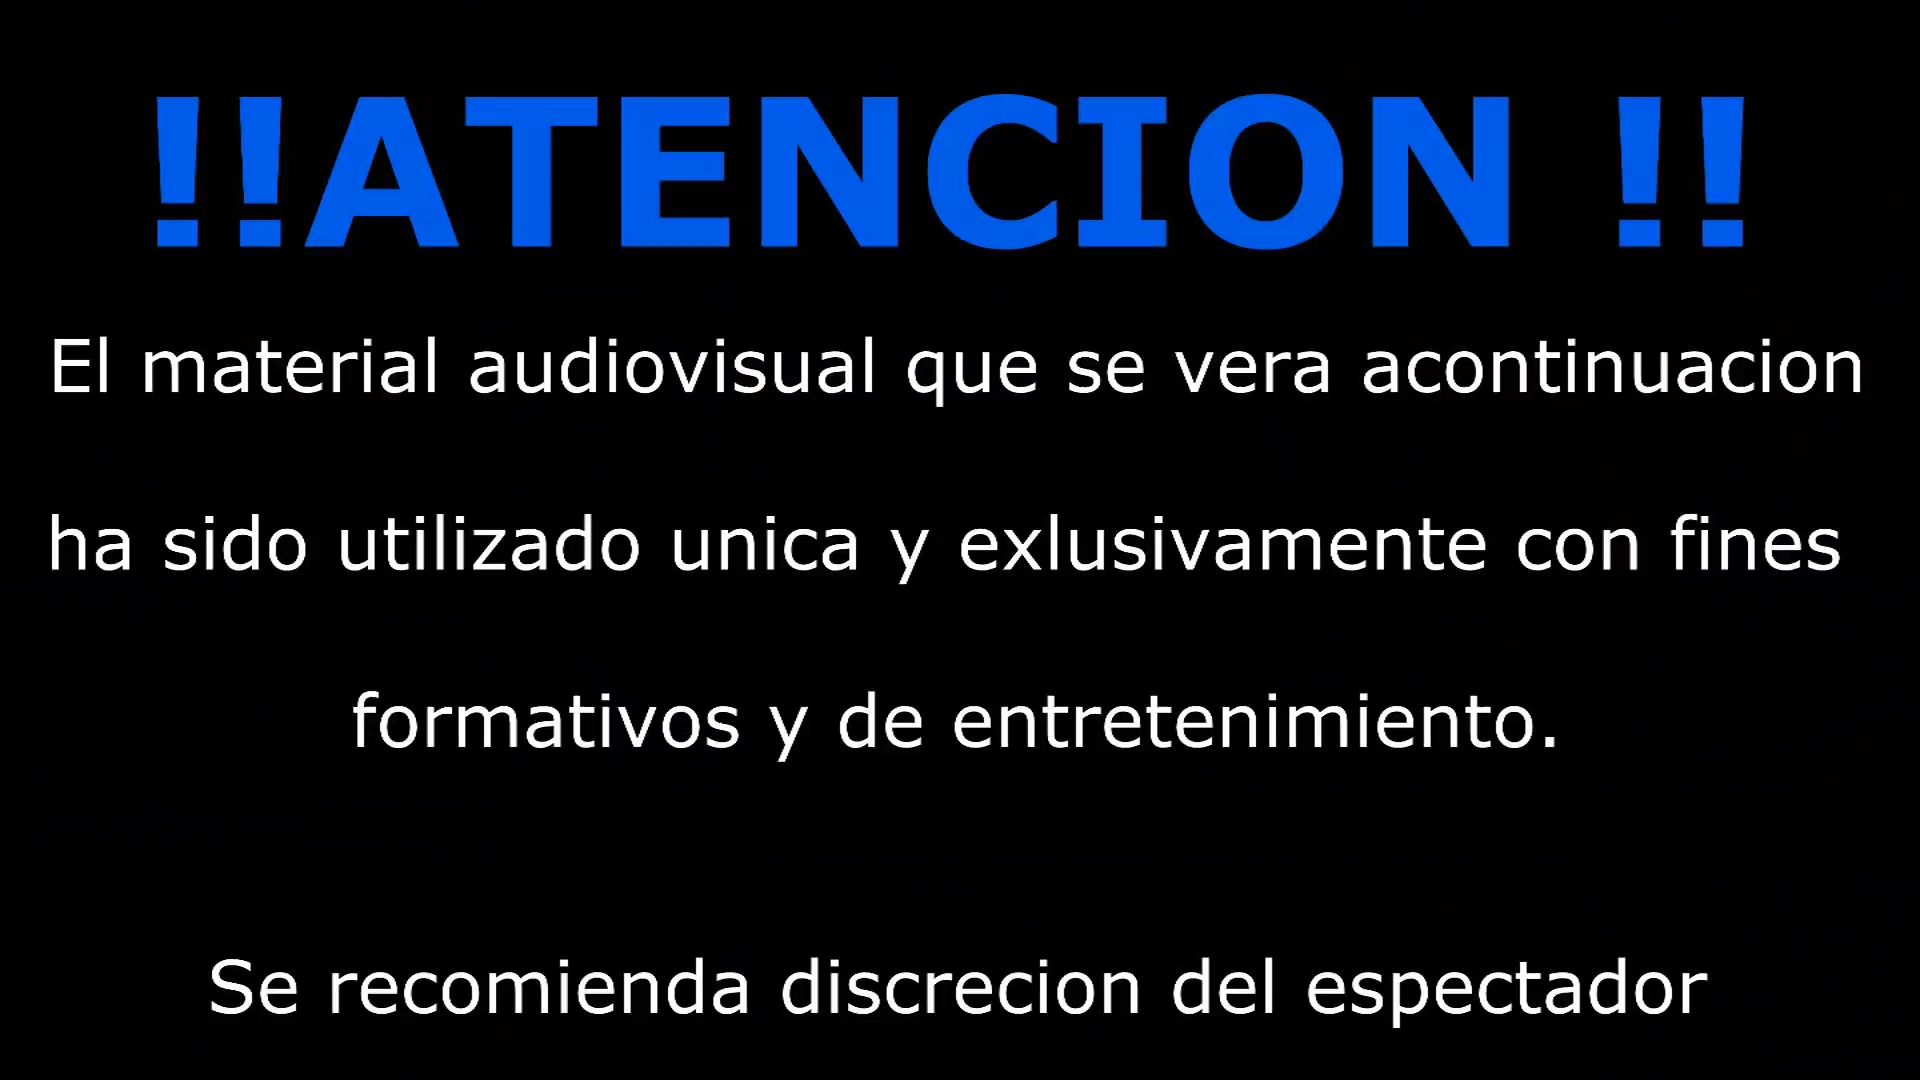 !!ATENCION !!
El material audiovisual que se vera acontinuacion
ha sido utilizado unica y exlusivamente con fines
formativos y de entretenimiento.
Se recomienda discrecion del espectador